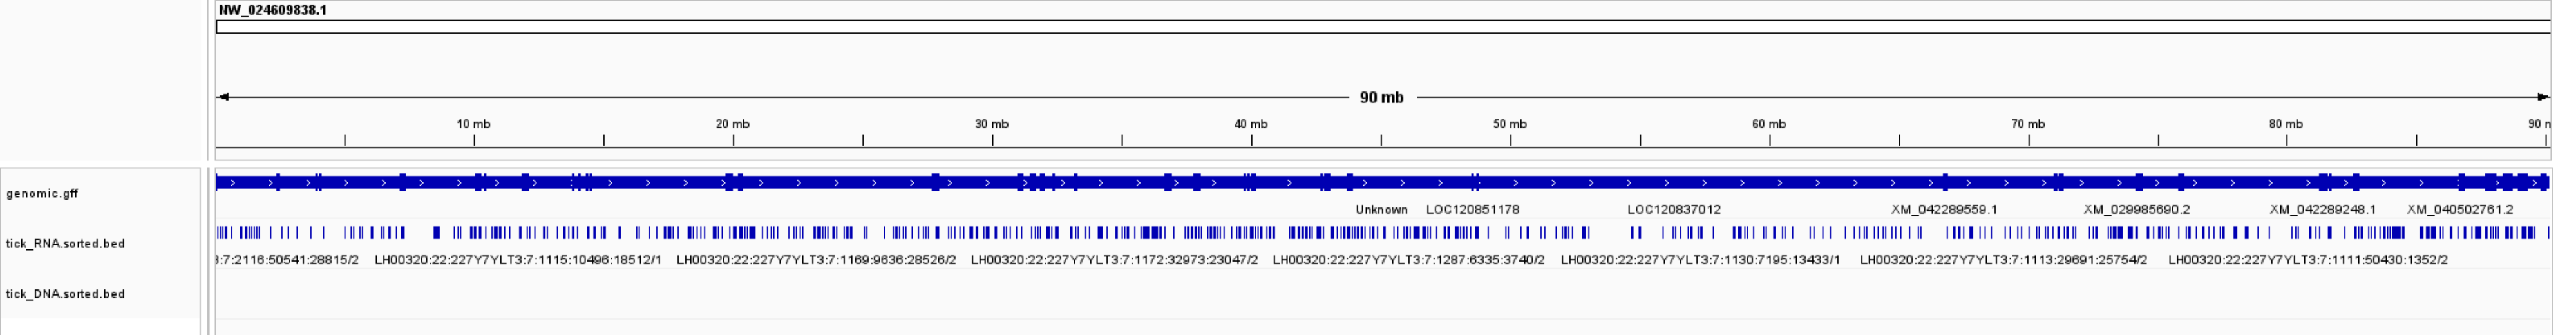 NW_024609838.1
90 mb
10 mb 20 mb 30 mb 40 mb 50 mb 60 mb 70 mb 80 mb 90 n
genomic.gff
Unknown LOC120851178 LOC120837012 XM_042289559.1 XM_029985690.2 XM_042289248.1 XM_040502761.2
tick_RNA.sorted.bed
3:7:2116:50541:28815/2 LH00320:22:227Y7YLT3:7:1115:10496:18512/1 LH00320:22:227Y7YLT3:7:1169:9636:28526/2 LH00320:22:227Y7YLT3:7:1172:32973:23047/2 LH00320:22:227Y7YLT3:7:1287:6335:3740/2 LH00320:22:227Y7YLT3:7:1130:7195:13433/1 LH00320:22:227Y7YLT3:7:1113:29691:25754/2 LH00320:22:227Y7YLT3:7:1111:50430:1352/2
tick_DNA.sorted.bed